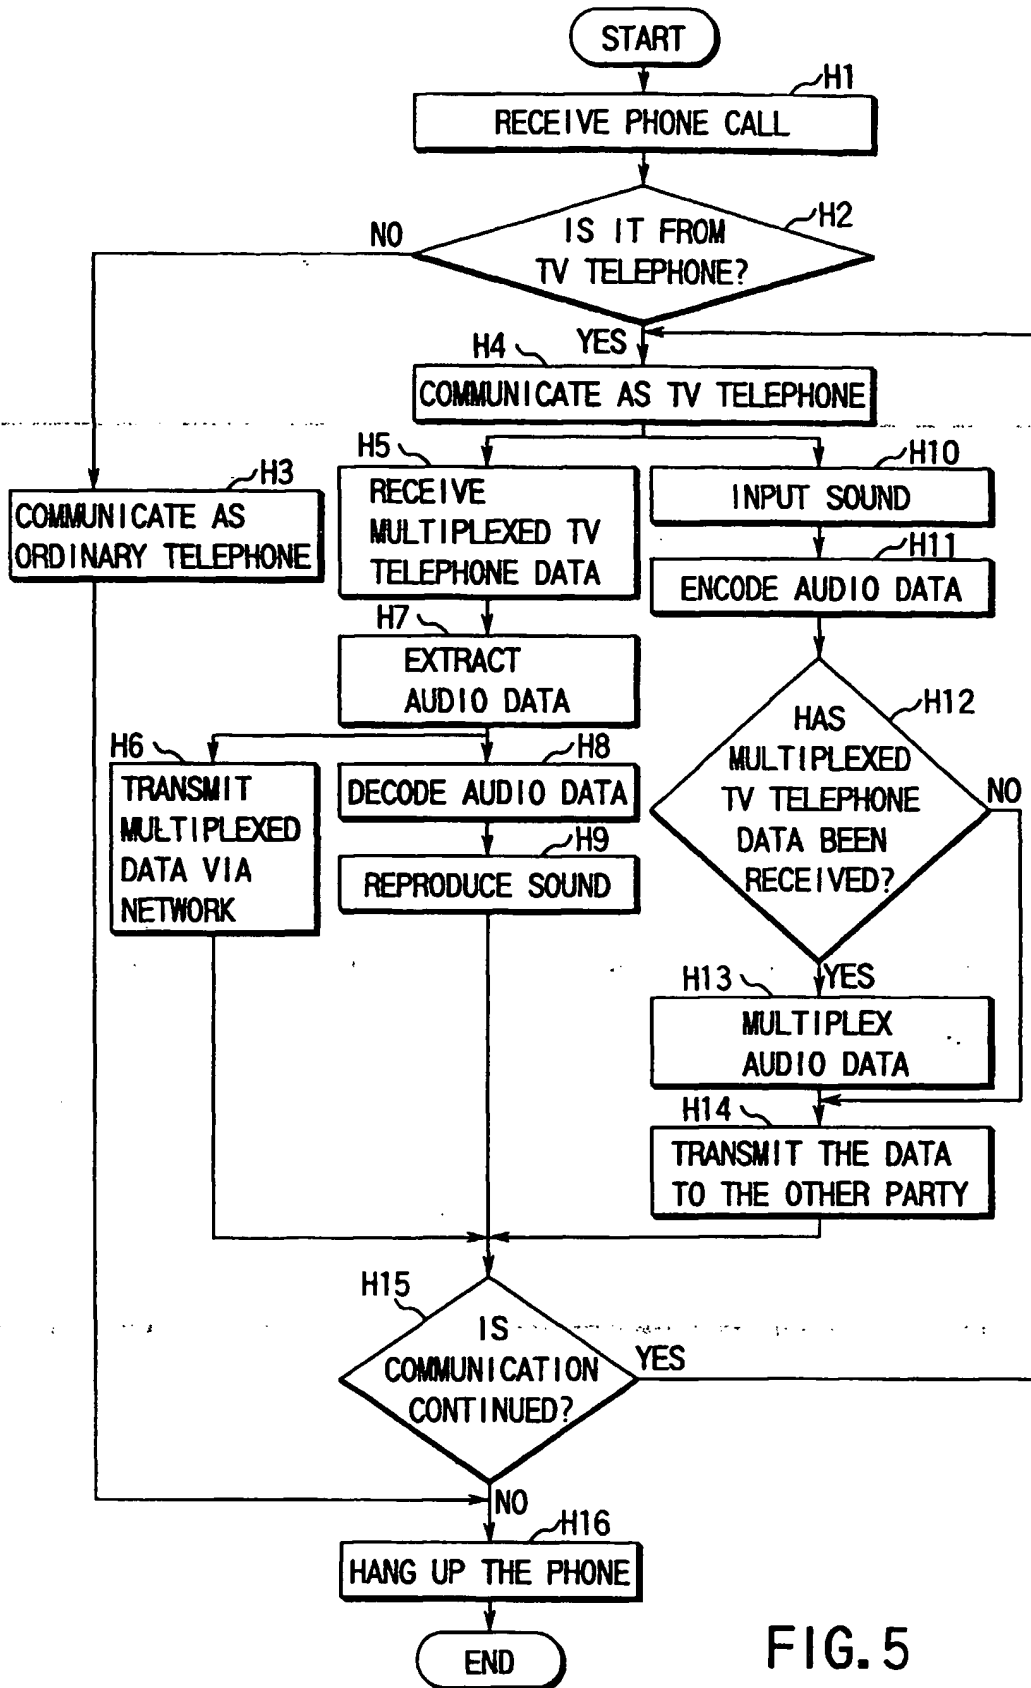 START
H1
RECEIVE PHONE CALL
H2
IS IT FROM
TV TELEPHONE?
NO
YES
H4
COMMUNICATE AS TV TELEPHONE
H3
COMMUNICATE AS
ORDINARY TELEPHONE
H5
RECEIVE
MULTIPLEXED TV
TELEPHONE DATA
H10
INPUT SOUND
H11
ENCODE AUDIO DATA
H7
EXTRACT
AUDIO DATA
H12
HAS
MULTIPLEXED
TV TELEPHONE
DATA BEEN
RECEIVED?
NO
YES
H6
TRANSMIT
MULTIPLEXED
DATA VIA
NETWORK
H8
DECODE AUDIO DATA
H9
REPRODUCE SOUND
H13
MULTIPLEX
AUDIO DATA
H14
TRANSMIT THE DATA
TO THE OTHER PARTY
H15
IS
COMMUNICATION
CONTINUED?
YES
NO
H16
HANG UP THE PHONE
END
FIG. 5